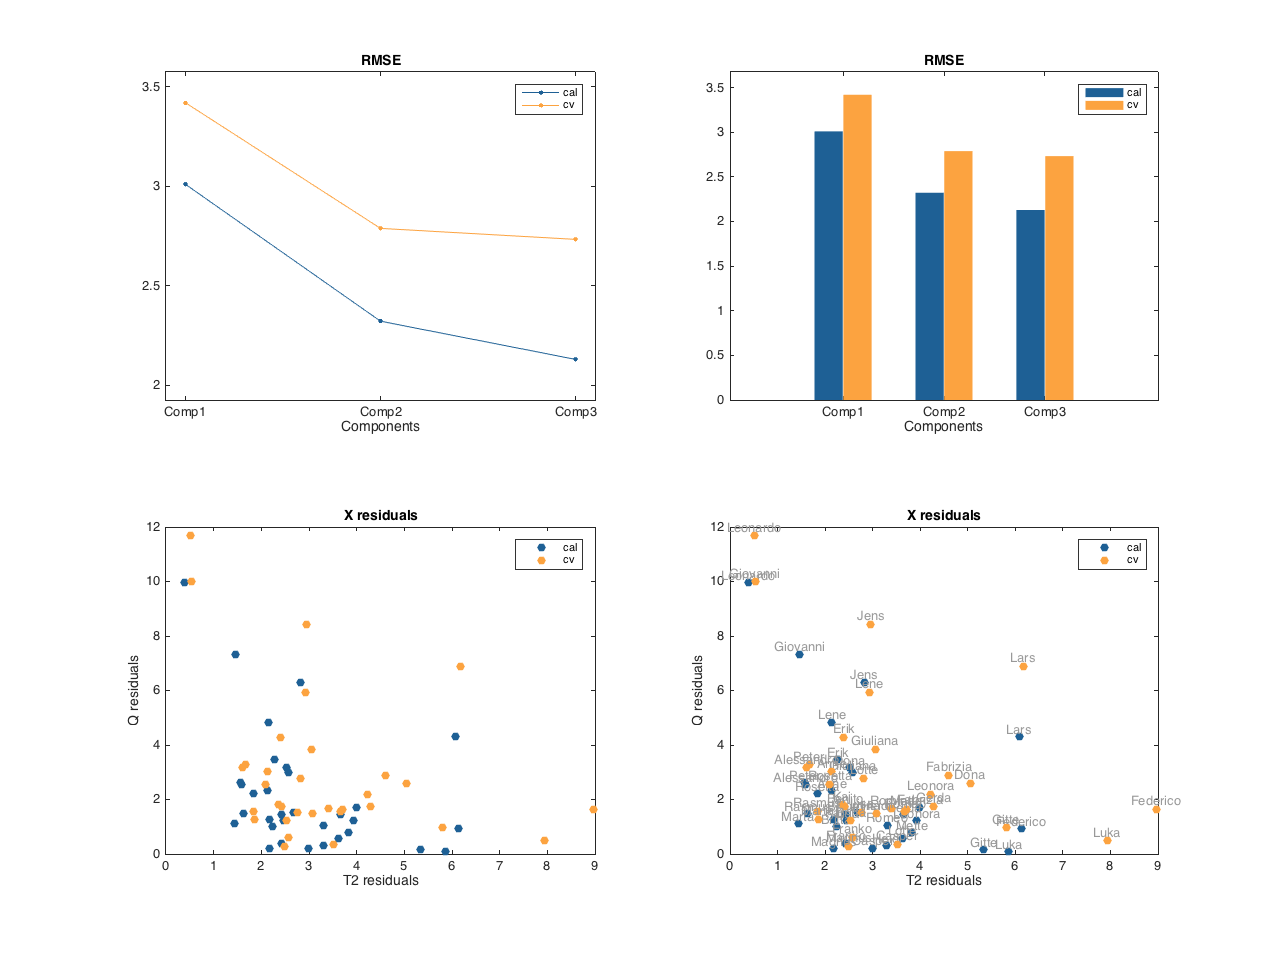 RMSE
3.5
3
2.5
2
cal
cv
Comp1 Comp2 Comp3
Components
RMSE
3.5
3
2.5
2
1.5
1
0.5
0
cal
cv
Comp1 Comp2 Comp3
Components
X residuals
Q residuals
12
10
8
6
4
2
0
cal
cv
0 1 2 3 4 5 6 7 8 9
T2 residuals
X residuals
Q residuals
12
10
8
6
4
2
0
cal
cv
Leonardo
Giovanni
Leonardo
Jens
Giovanni
Lars
Jens
Lene
Lene
Lars
Erik
Giuliana
Erik
Fabrizia
Dona
Leonora
Federico
Gitte
Federico
Romeo
Mette
Luka
Gitte
Luka
0 1 2 3 4 5 6 7 8 9
T2 residuals